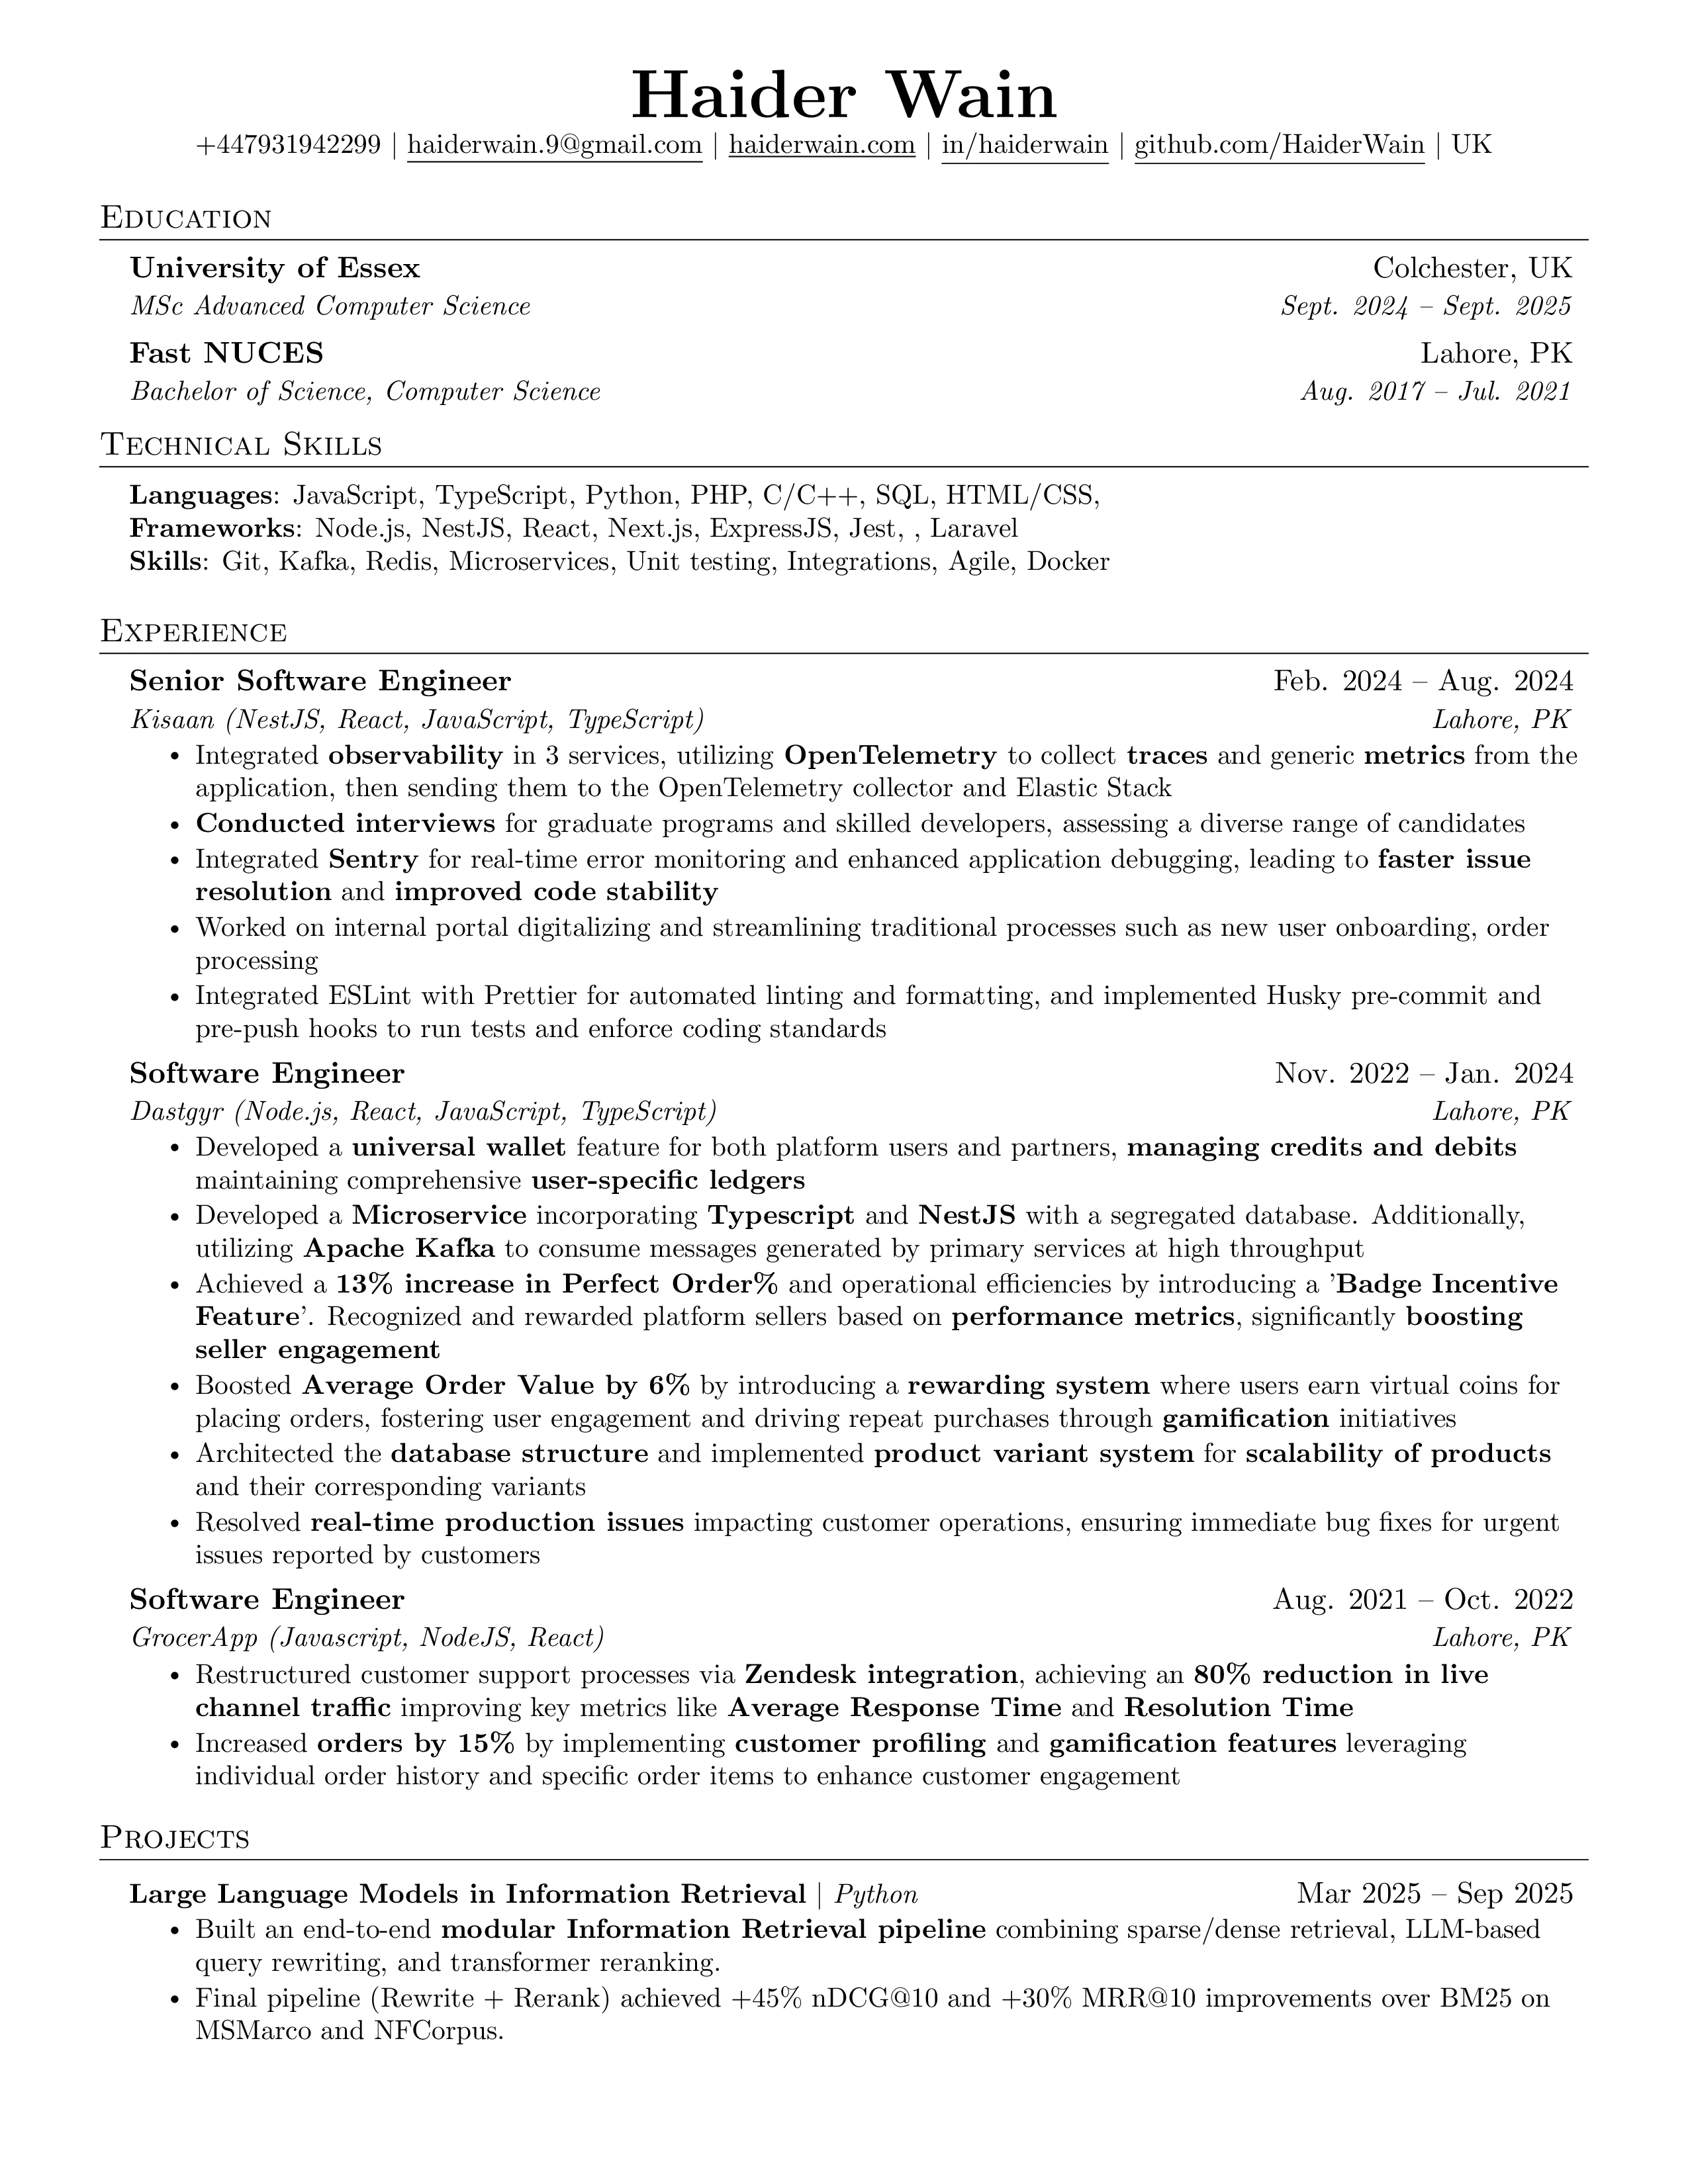 Haider Wain
+447931942299 | haiderwain.9@gmail.com | haiderwain.com | in/haiderwain | github.com/HaiderWain | UK
Education
University of Essex Colchester, UK
MSc Advanced Computer Science Sept. 2024 – Sept. 2025
Fast NUCES Lahore, PK
Bachelor of Science, Computer Science Aug. 2017 – Jul. 2021
Technical Skills
Languages: JavaScript, TypeScript, Python, PHP, C/C++, SQL, HTML/CSS,
Frameworks: Node.js, NestJS, React, Next.js, ExpressJS, Jest, , Laravel
Skills: Git, Kafka, Redis, Microservices, Unit testing, Integrations, Agile, Docker
Experience
Senior Software Engineer Feb. 2024 – Aug. 2024
Kisaan (NestJS, React, JavaScript, TypeScript) Lahore, PK
• Integrated observability in 3 services, utilizing OpenTelemetry to collect traces and generic metrics from the
application, then sending them to the OpenTelemetry collector and Elastic Stack
• Conducted interviews for graduate programs and skilled developers, assessing a diverse range of candidates
• Integrated Sentry for real-time error monitoring and enhanced application debugging, leading to faster issue
resolution and improved code stability
• Worked on internal portal digitalizing and streamlining traditional processes such as new user onboarding, order
processing
• Integrated ESLint with Prettier for automated linting and formatting, and implemented Husky pre-commit and
pre-push hooks to run tests and enforce coding standards
Software Engineer Nov. 2022 – Jan. 2024
Dastgyr (Node.js, React, JavaScript, TypeScript) Lahore, PK
• Developed a universal wallet feature for both platform users and partners, managing credits and debits
maintaining comprehensive user-specific ledgers
• Developed a Microservice incorporating Typescript and NestJS with a segregated database. Additionally,
utilizing Apache Kafka to consume messages generated by primary services at high throughput
• Achieved a 13% increase in Perfect Order% and operational efficiencies by introducing a ’Badge Incentive
Feature’. Recognized and rewarded platform sellers based on performance metrics, significantly boosting
seller engagement
• Boosted Average Order Value by 6% by introducing a rewarding system where users earn virtual coins for
placing orders, fostering user engagement and driving repeat purchases through gamification initiatives
• Architected the database structure and implemented product variant system for scalability of products
and their corresponding variants
• Resolved real-time production issues impacting customer operations, ensuring immediate bug fixes for urgent
issues reported by customers
Software Engineer Aug. 2021 – Oct. 2022
GrocerApp (Javascript, NodeJS, React) Lahore, PK
• Restructured customer support processes via Zendesk integration, achieving an 80% reduction in live
channel traffic improving key metrics like Average Response Time and Resolution Time
• Increased orders by 15% by implementing customer profiling and gamification features leveraging
individual order history and specific order items to enhance customer engagement
Projects
Large Language Models in Information Retrieval | Python Mar 2025 – Sep 2025
• Built an end-to-end modular Information Retrieval pipeline combining sparse/dense retrieval, LLM-based
query rewriting, and transformer reranking.
• Final pipeline (Rewrite + Rerank) achieved +45% nDCG@10 and +30% MRR@10 improvements over BM25 on
MSMarco and NFCorpus.